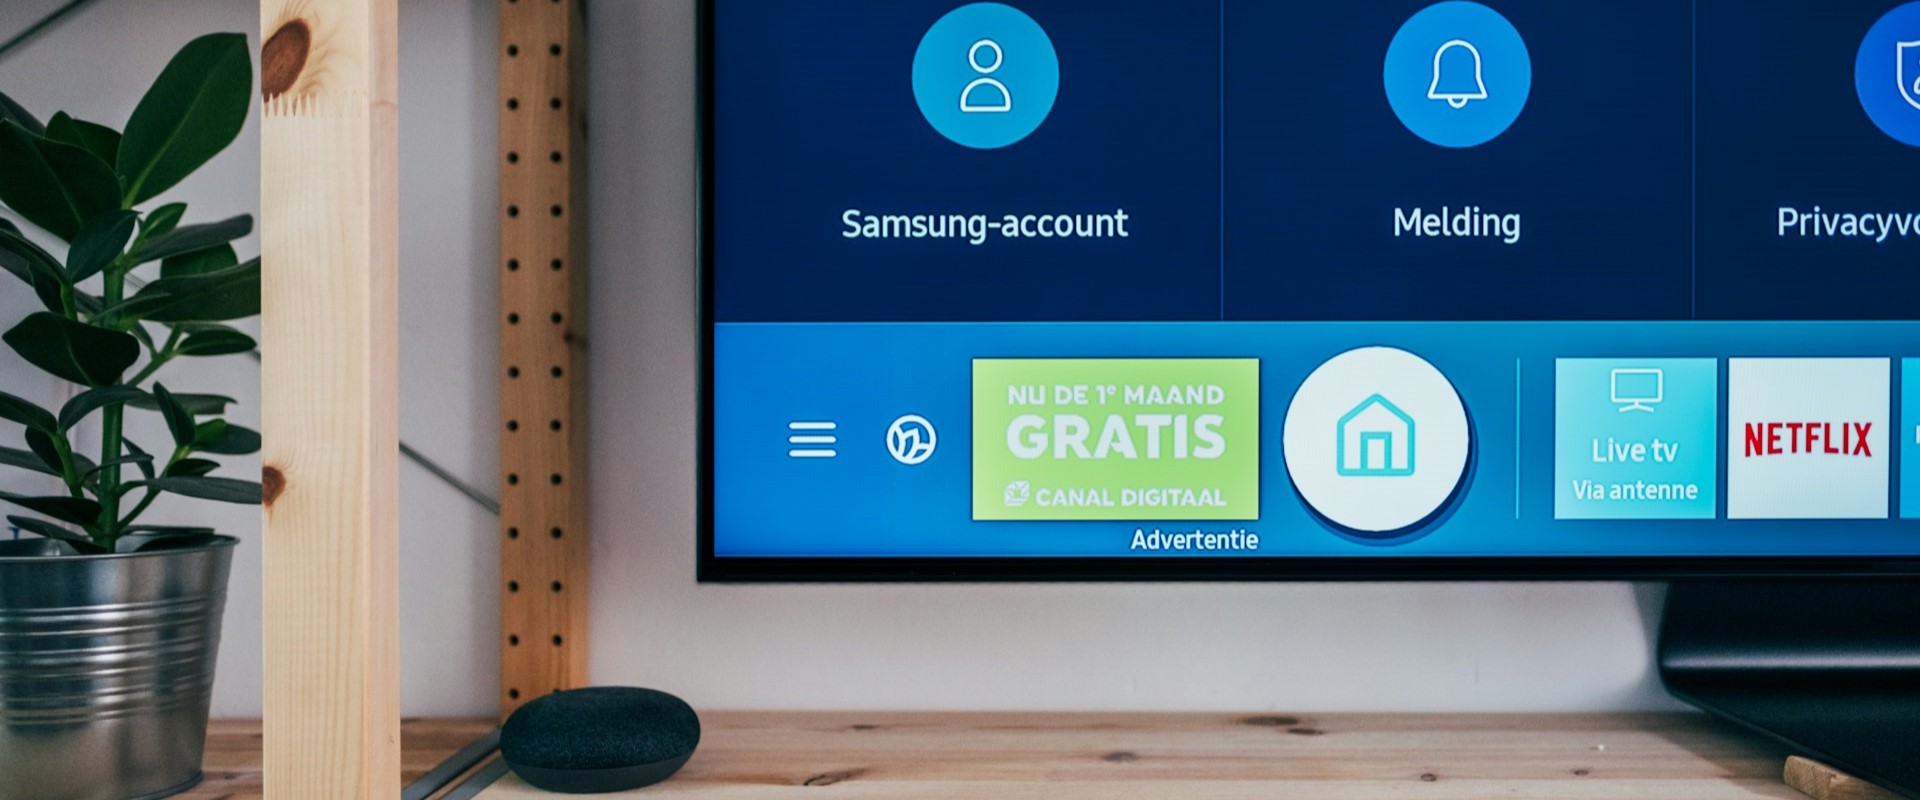 Samsung-account
Melding
NU DE 1e MAAND
GRATIS
CANAL DIGITAAL
Advertentie
Live tv
Via antenne
NETFLIX